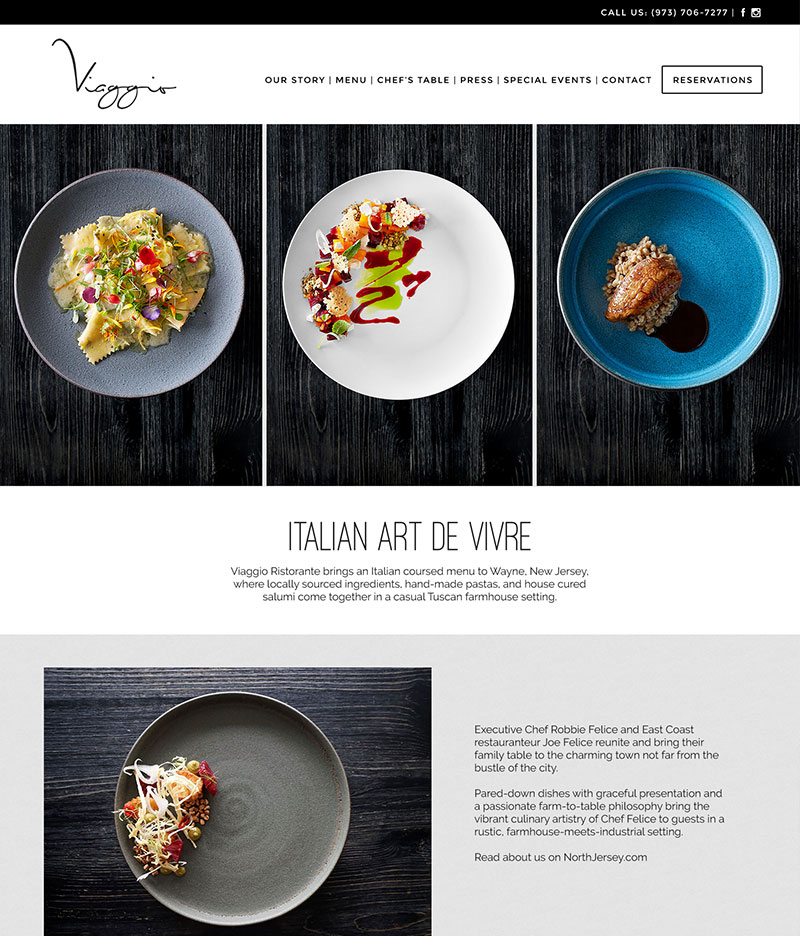 CALL US: (973) 706-7277 |
Viaggio
OUR STORY | MENU | CHEF'S TABLE | PRESS | SPECIAL EVENTS | CONTACT
RESERVATIONS
ITALIAN ART DE VIVRE
Viaggio Ristorante brings an Italian coursed menu to Wayne, New Jersey,
where locally sourced ingredients, hand-made pastas, and house cured
salumi come together in a casual Tuscan farmhouse setting.
Executive Chef Robbie Felice and East Coast
restauranteur Joe Felice reunite and bring their
family table to the charming town not far from the
bustle of the city.
Pared-down dishes with graceful presentation and
a passionate farm-to-table philosophy bring the
vibrant culinary artistry of Chef Felice to guests in a
rustic, farmhouse-meets-industrial setting.
Read about us on NorthJersey.com